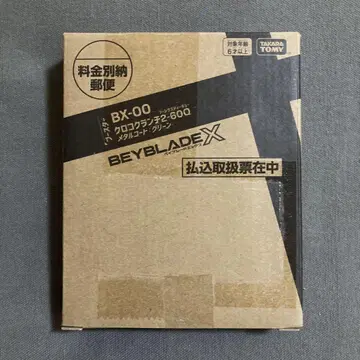 料金別納
郵便
対象年齢
6才以上
TAKARA
TOMY
ブースター
BX-00
クロコクランチ2-60Q
メタルコート:グリーン
BEYBLADE X
払込取扱票在中